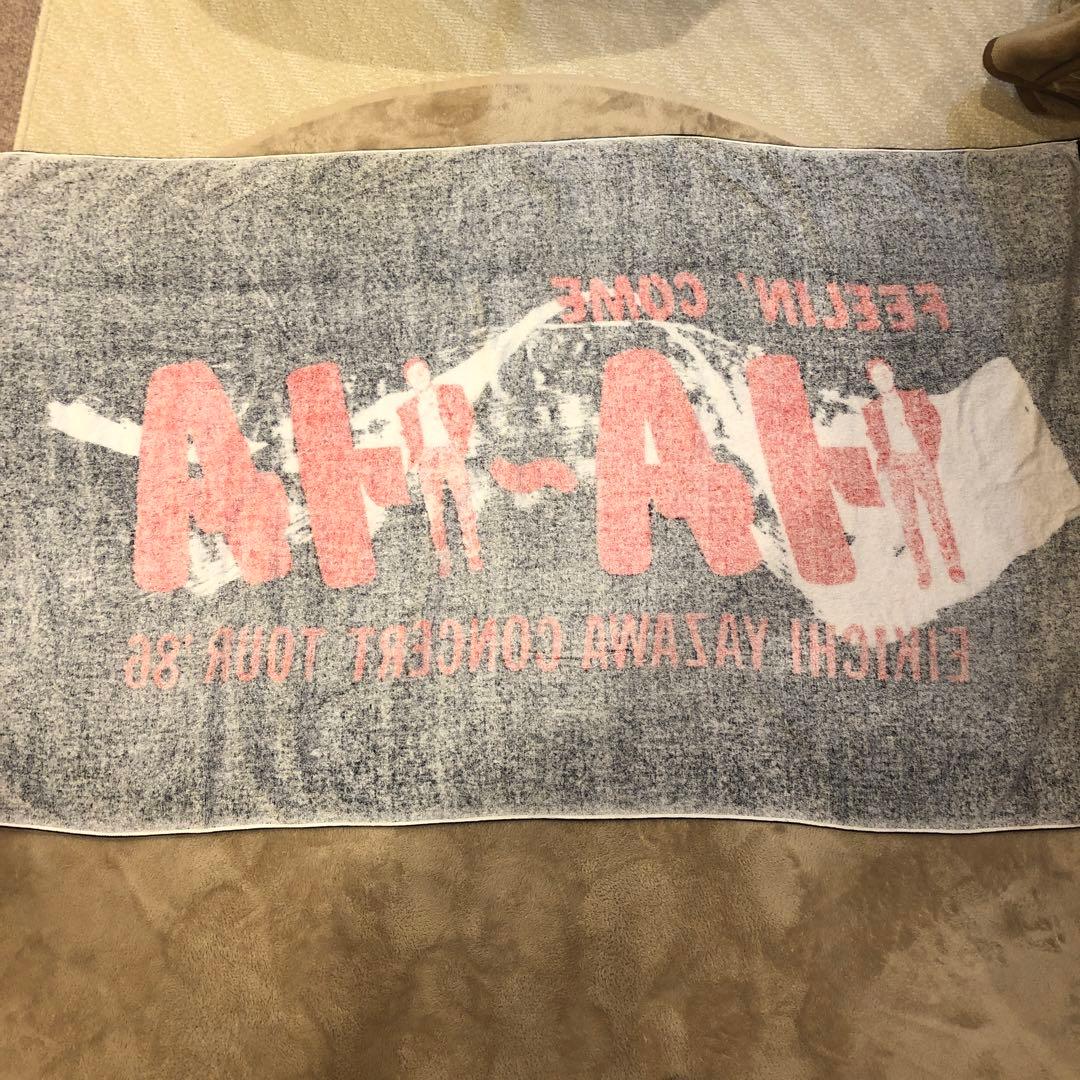 FEELIN' COME
HA~HA
EIKICHI YAZAWA CONCERT TOUR '86